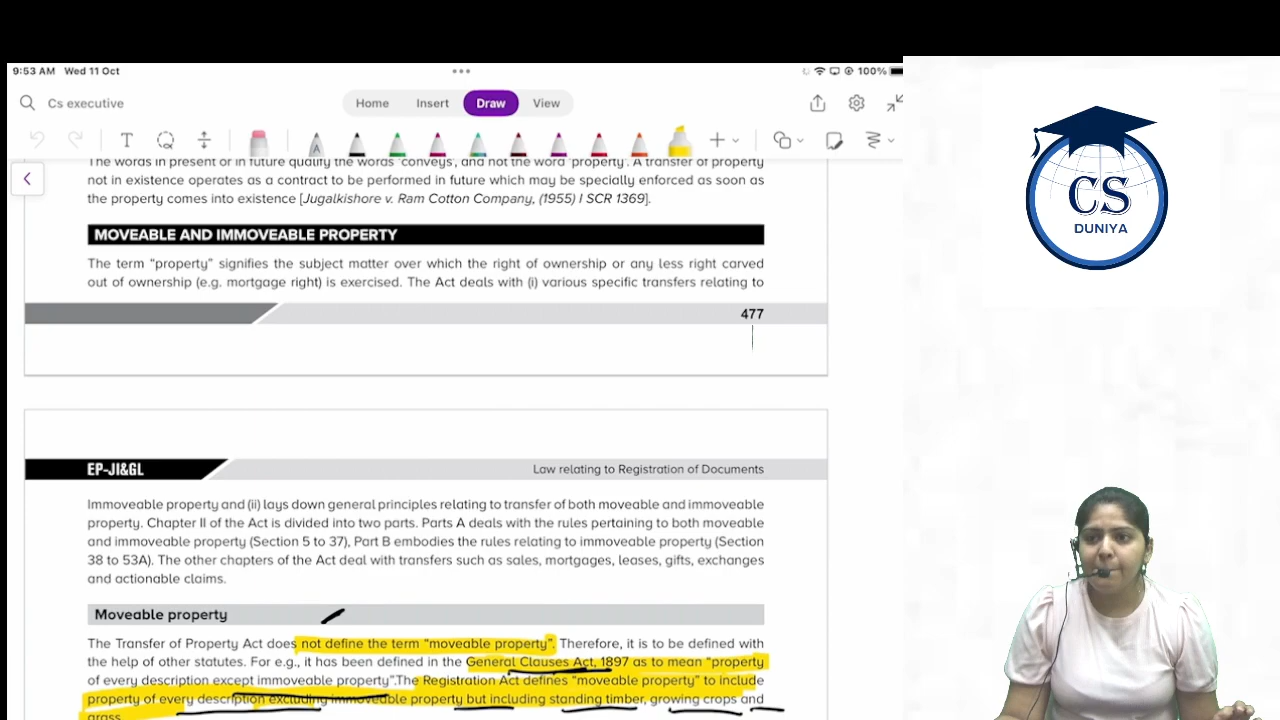 9:53 AM Wed 11 Oct
100%
Cs executive
Home Insert Draw View
T
A
The words in present or in future qualify the words 'conveys', and not the word 'property'. A transfer of property
not in existence operates as a contract to be performed in future which may be specially enforced as soon as
the property comes into existence [Jugalkishore v. Ram Cotton Company, (1955) I SCR 1369].
MOVEABLE AND IMMOVEABLE PROPERTY
The term “property” signifies the subject matter over which the right of ownership or any less right carved
out of ownership (e.g. mortgage right) is exercised. The Act deals with (i) various specific transfers relating to
477
EP-JI&GL
Law relating to Registration of Documents
Immoveable property and (ii) lays down general principles relating to transfer of both moveable and immoveable
property. Chapter II of the Act is divided into two parts. Parts A deals with the rules pertaining to both moveable
and immoveable property (Section 5 to 37), Part B embodies the rules relating to immoveable property (Section
38 to 53A). The other chapters of the Act deal with transfers such as sales, mortgages, leases, gifts, exchanges
and actionable claims.
Moveable property
The Transfer of Property Act does not define the term “moveable property”. Therefore, it is to be defined with
the help of other statutes. For e.g., it has been defined in the General Clauses Act, 1897 as to mean “property
of every description except immoveable property”.The Registration Act defines “moveable property” to include
property of every description excluding immoveable property but including standing timber, growing crops and
grass
CS
DUNIYA